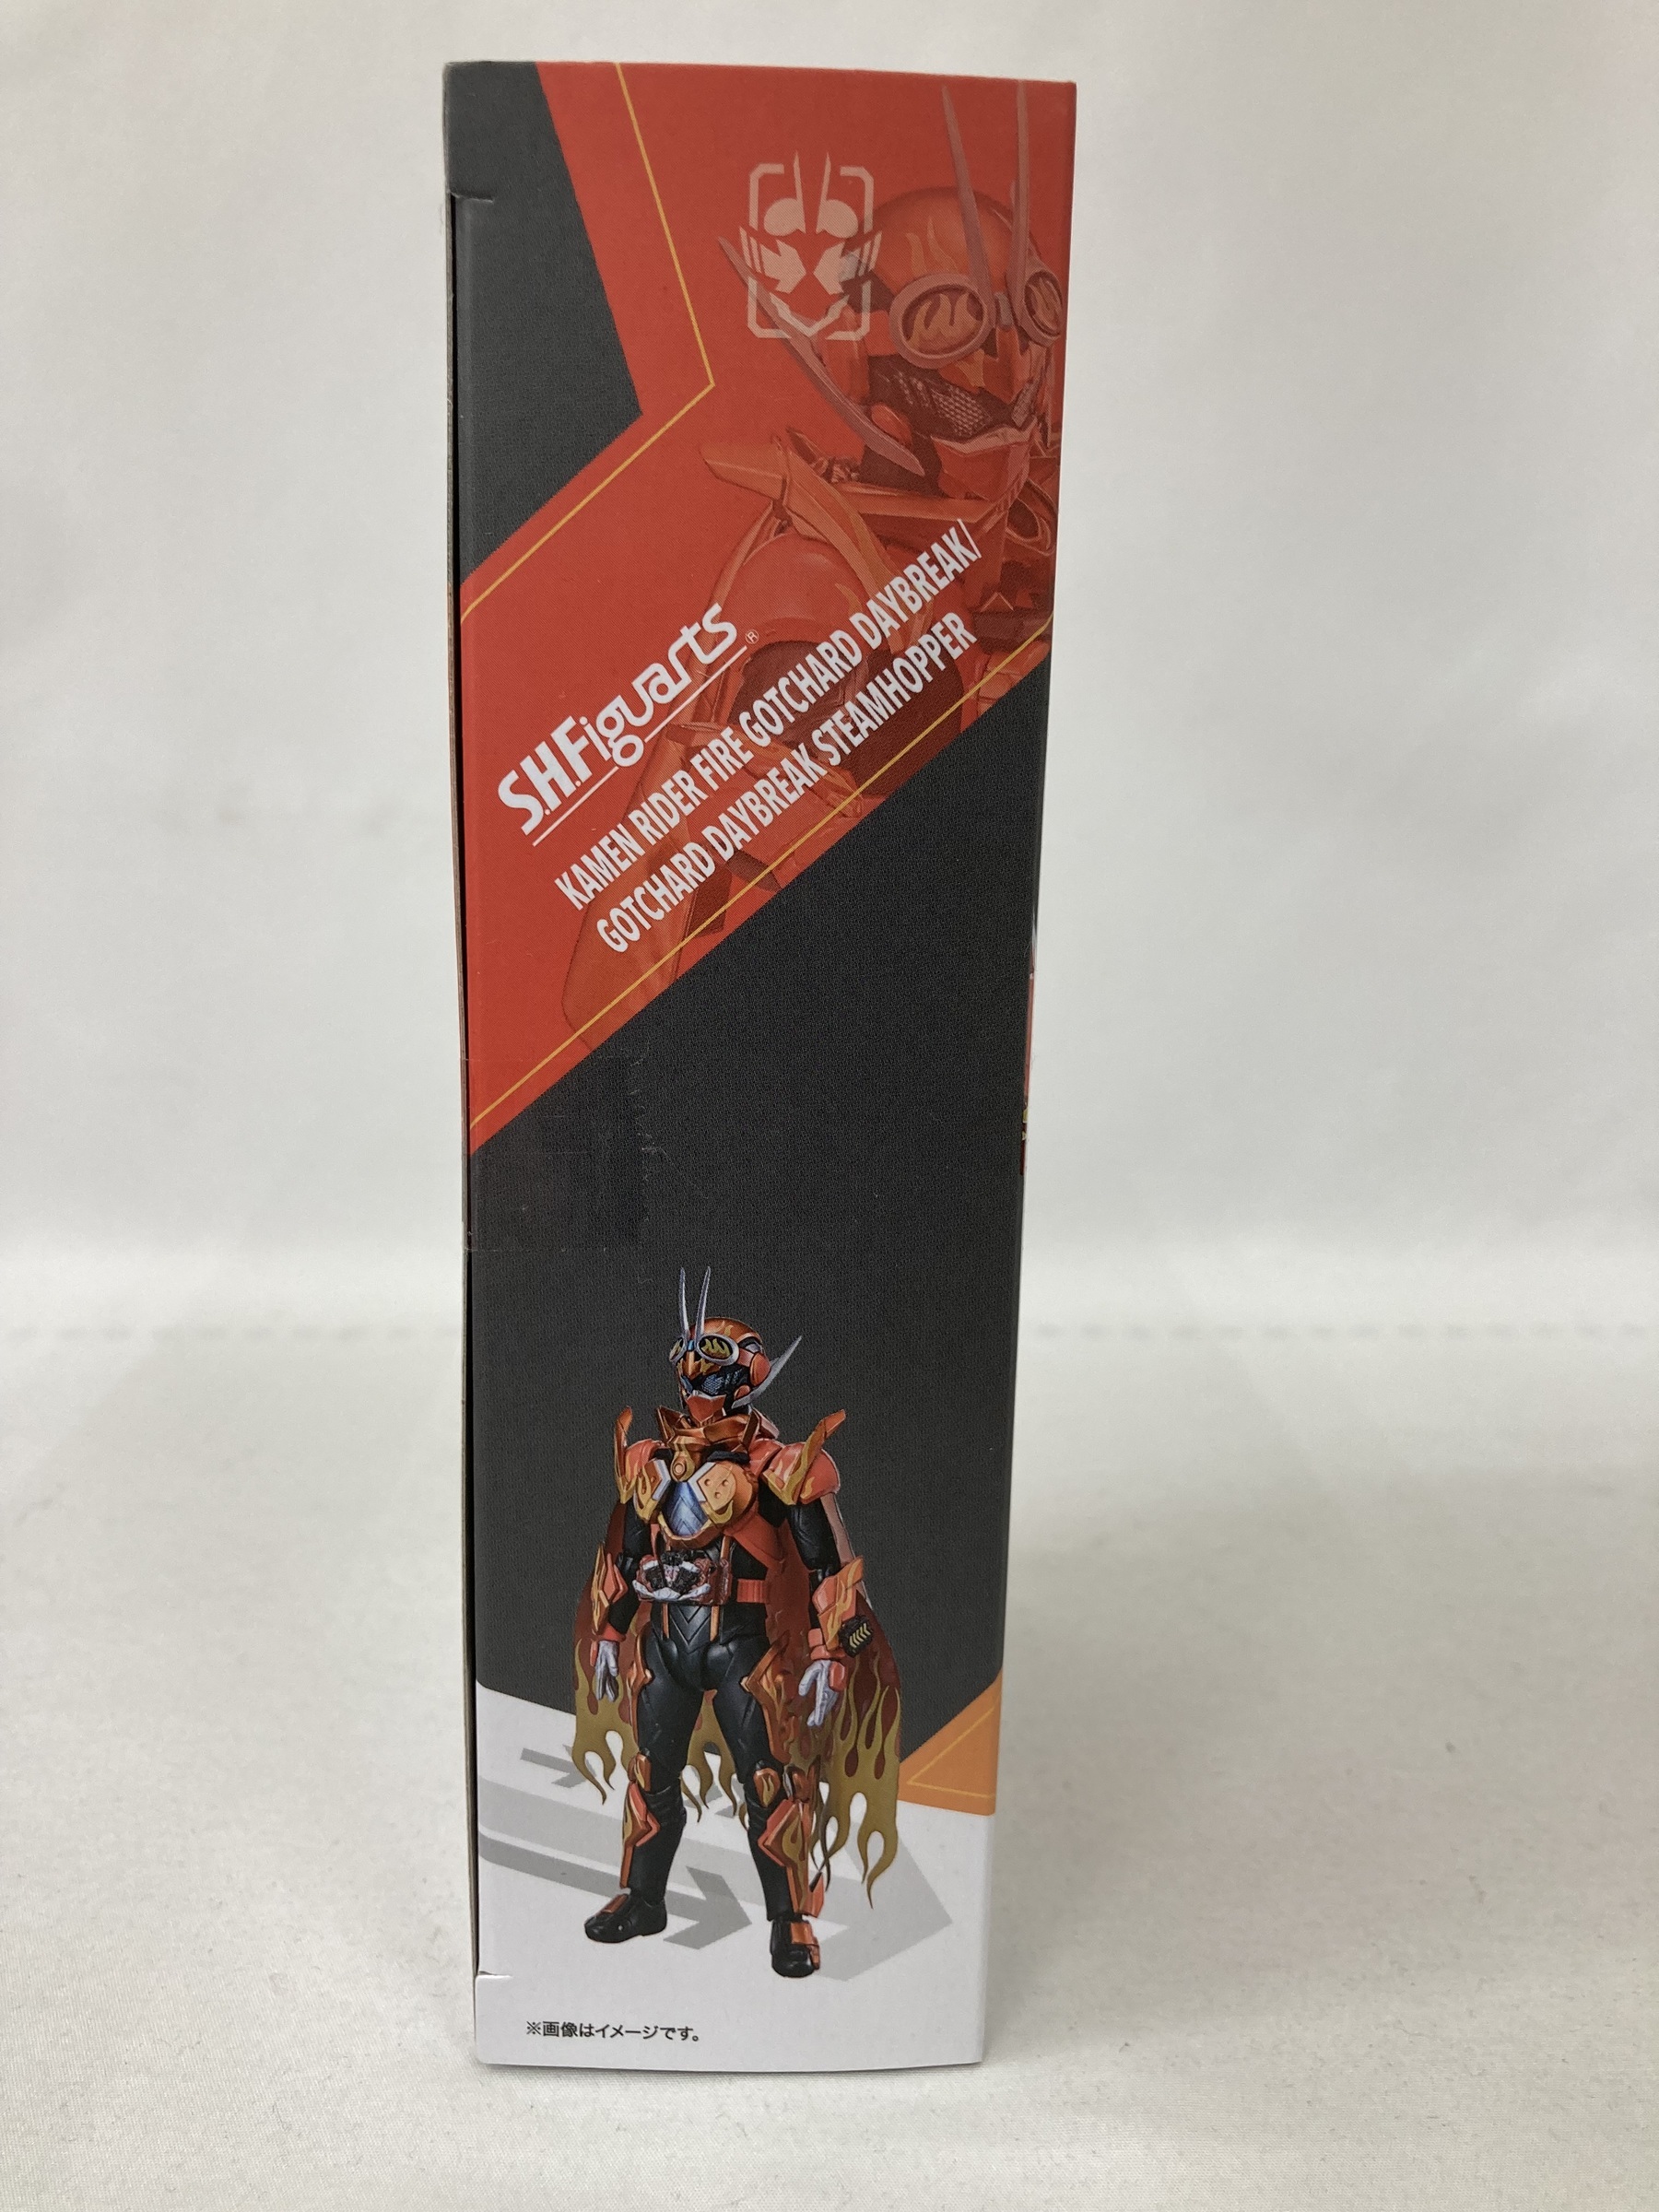 S.H.Figuarts®
KAMEN RIDER FIRE GOTCHARD DAYBREAK/
GOTCHARD DAYBREAK STEAMHOPPER
※画像はイメージです。